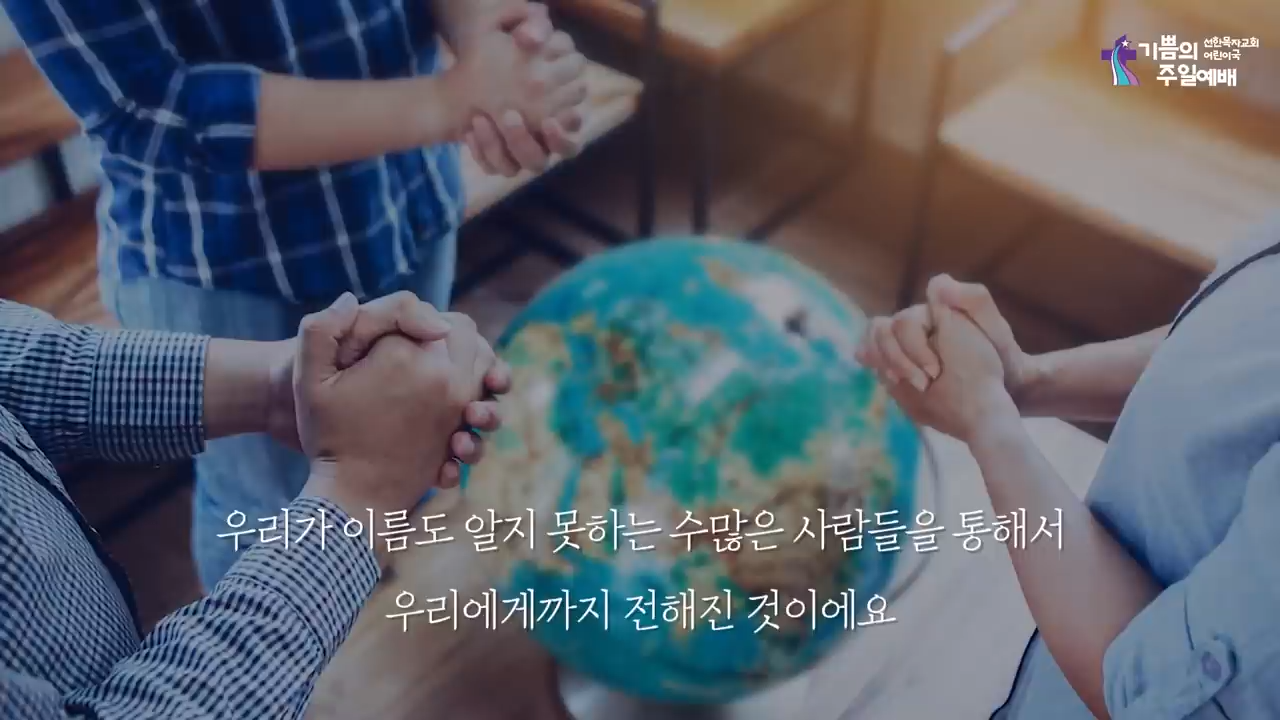 기쁨의
주일예배
선한목자교회
어린이국
우리가 이름도 알지 못하는 수많은 사람들을 통해서
우리에게까지 전해진 것이에요